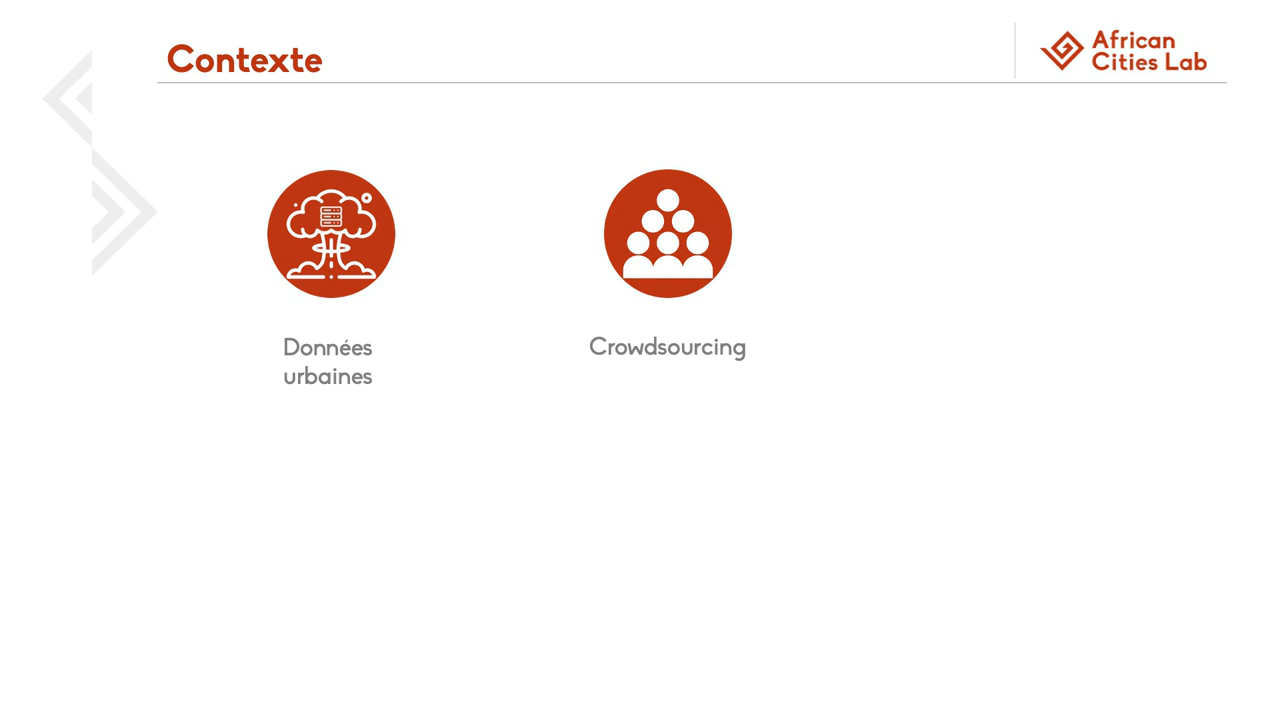 Contexte
African
Cities Lab
Données
urbaines
Crowdsourcing